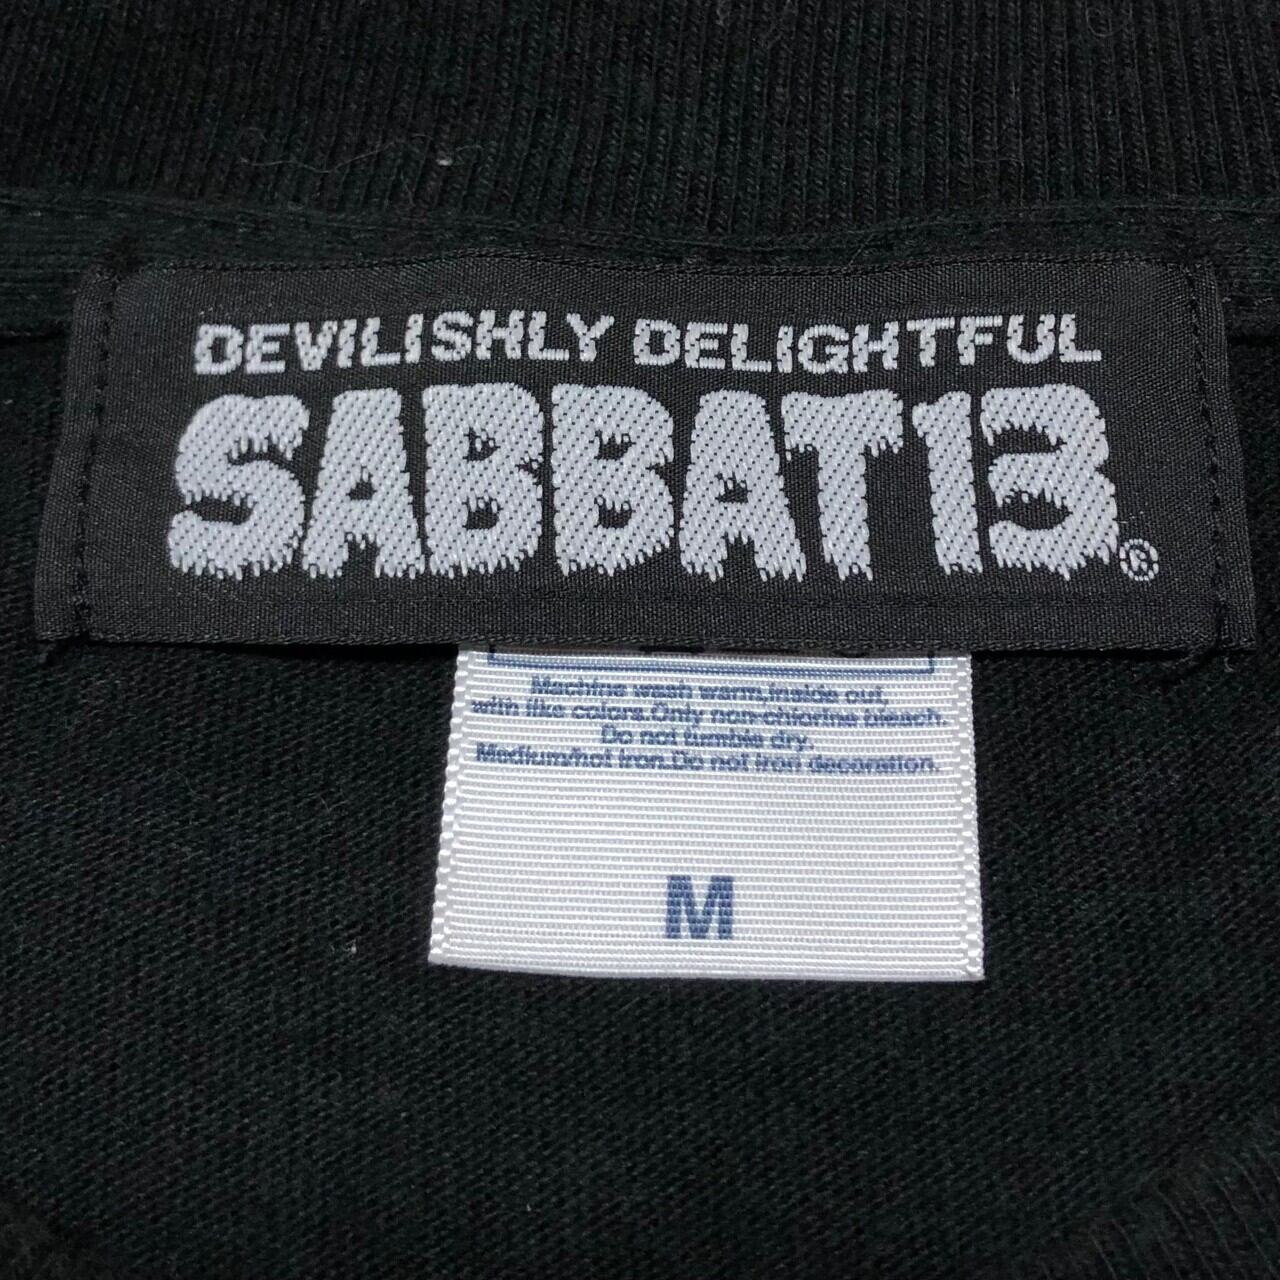 DEVILISHLY DELIGHTFUL
SABBAT13®
Machine wash warm,inside out,
with like colors.Only non-chlorine bleach.
Do not tumble dry.
Medium/hot iron.Do not iron decoration.
M